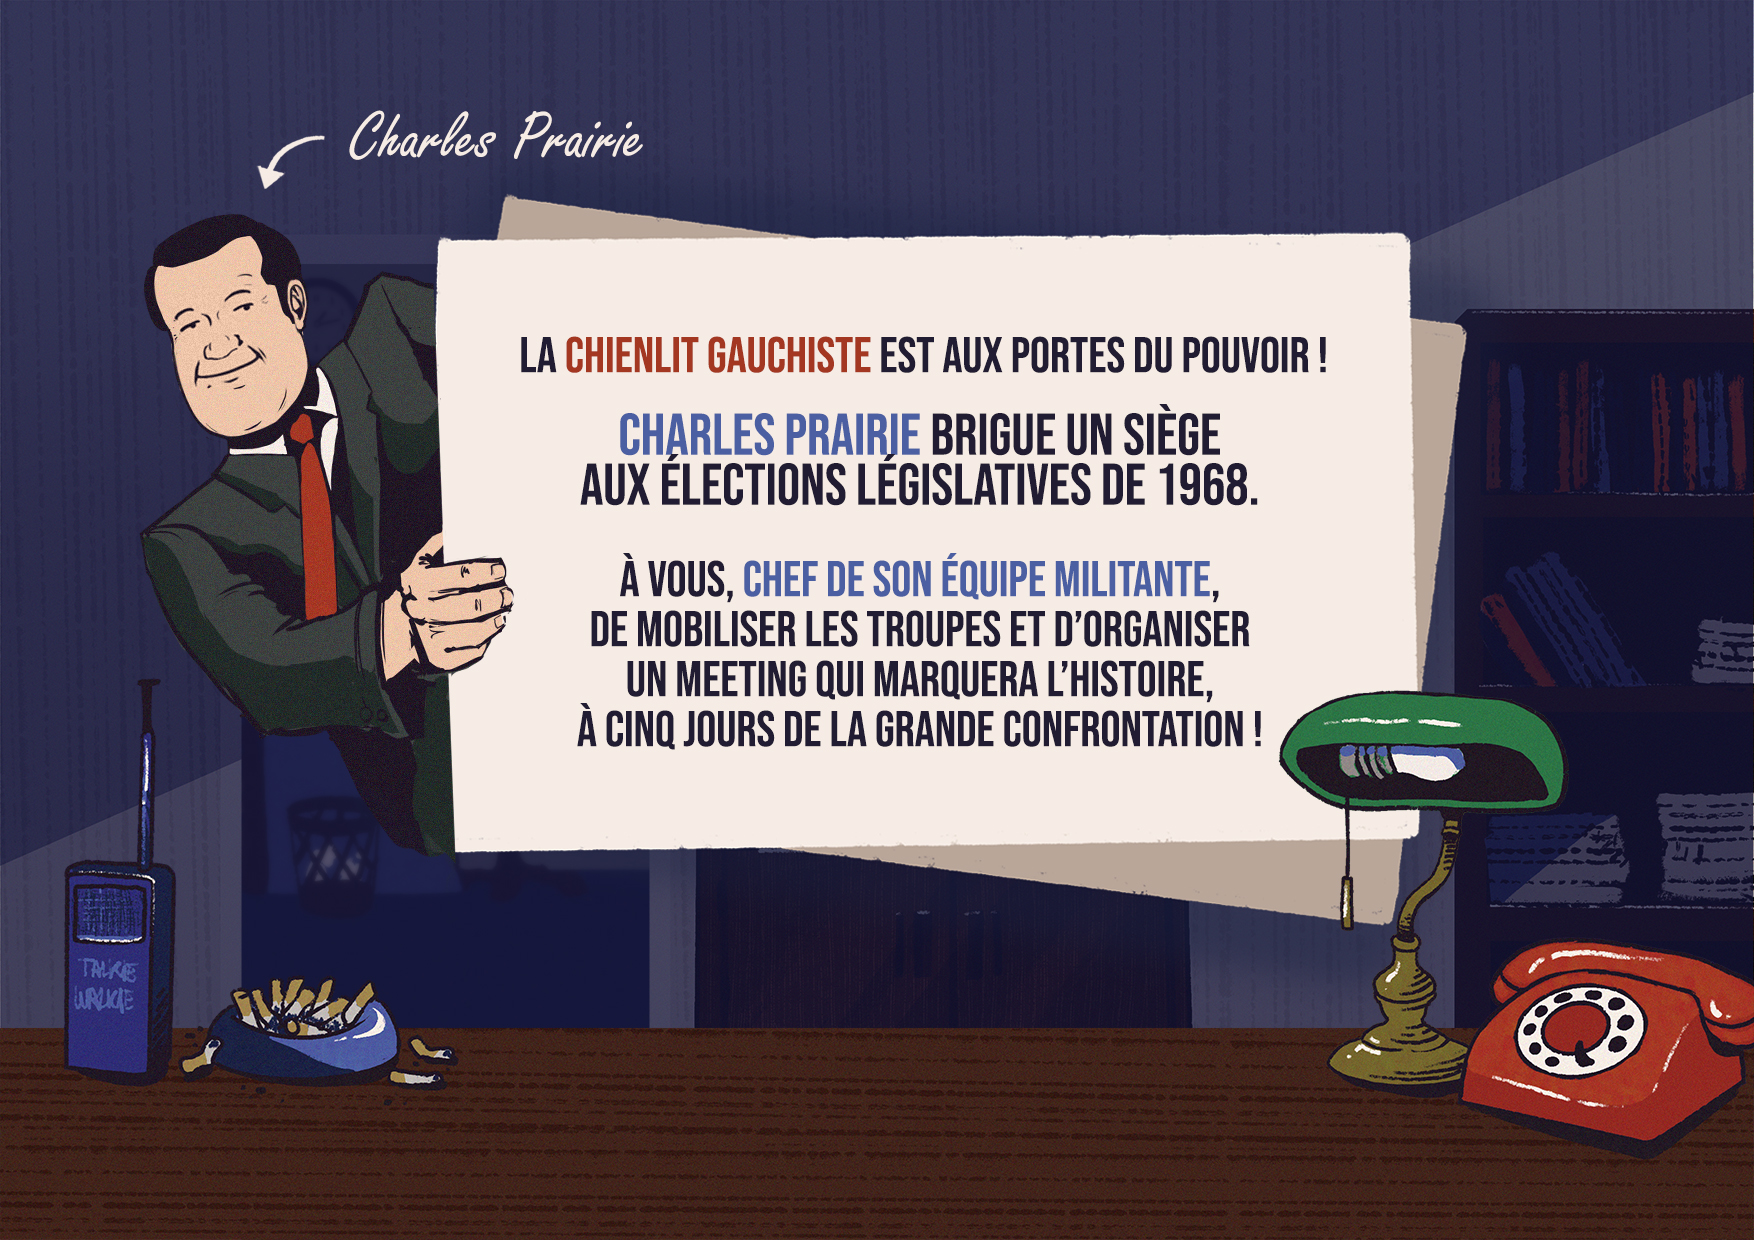 Charles Prairie
LA CHIENLIT GAUCHISTE EST AUX PORTES DU POUVOIR !
CHARLES PRAIRIE BRIGUE UN SIÈGE
AUX ÉLECTIONS LÉGISLATIVES DE 1968.
À VOUS, CHEF DE SON ÉQUIPE MILITANTE,
DE MOBILISER LES TROUPES ET D’ORGANISER
UN MEETING QUI MARQUERA L’HISTOIRE,
À CINQ JOURS DE LA GRANDE CONFRONTATION !
TALKIE
WALKIE